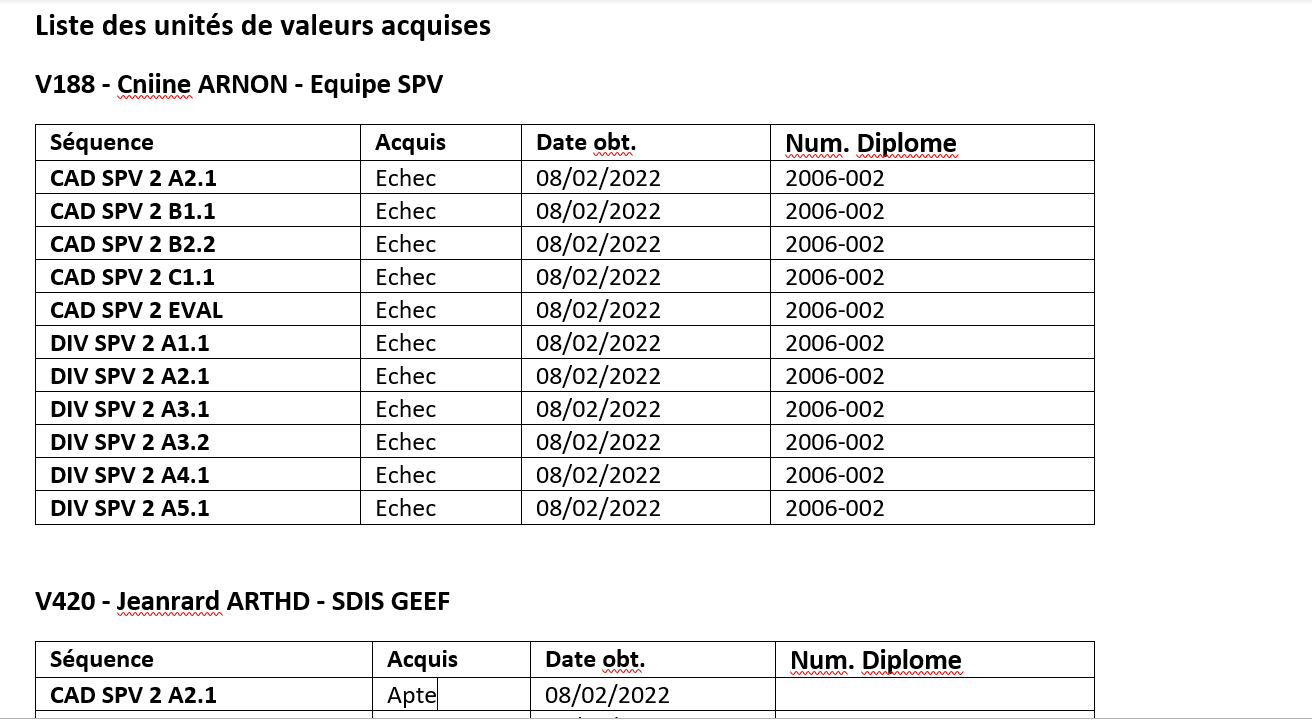 Liste des unités de valeurs acquises
V188 - Cniine ARNON - Equipe SPV
Séquence Acquis Date obt. Num. Diplome
CAD SPV 2 A2.1 Echec 08/02/2022 2006-002
CAD SPV 2 B1.1 Echec 08/02/2022 2006-002
CAD SPV 2 B2.2 Echec 08/02/2022 2006-002
CAD SPV 2 C1.1 Echec 08/02/2022 2006-002
CAD SPV 2 EVAL Echec 08/02/2022 2006-002
DIV SPV 2 A1.1 Echec 08/02/2022 2006-002
DIV SPV 2 A2.1 Echec 08/02/2022 2006-002
DIV SPV 2 A3.1 Echec 08/02/2022 2006-002
DIV SPV 2 A3.2 Echec 08/02/2022 2006-002
DIV SPV 2 A4.1 Echec 08/02/2022 2006-002
DIV SPV 2 A5.1 Echec 08/02/2022 2006-002
V420 - Jeanrard ARTHD - SDIS GEEF
Séquence Acquis Date obt. Num. Diplome
CAD SPV 2 A2.1 Apte 08/02/2022